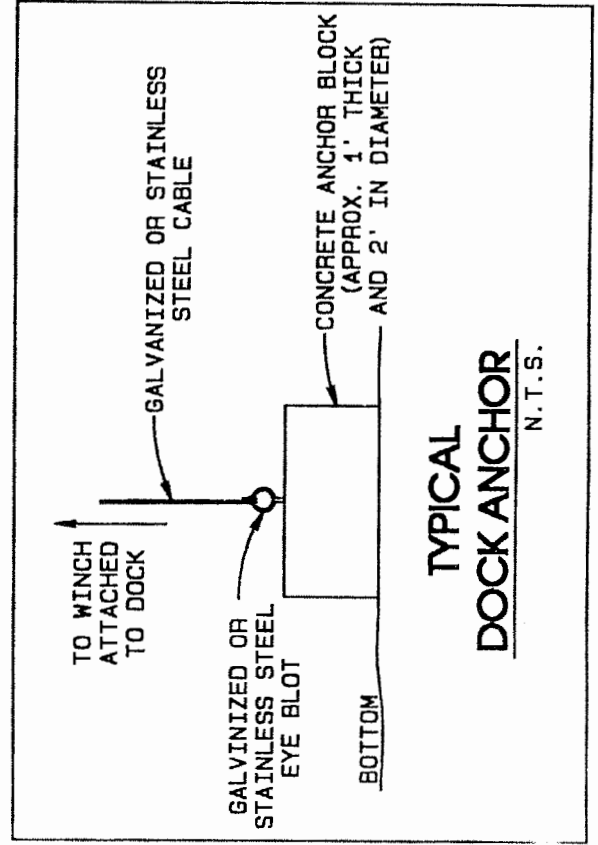 TO WINCH
ATTACHED
TO DOCK
GALVANIZED OR STAINLESS
STEEL CABLE
GALVINIZED OR
STAINLESS STEEL
EYE BLOT
CONCRETE ANCHOR BLOCK
(APPROX. 1' THICK
AND 2' IN DIAMETER)
BOTTOM
TYPICAL
DOCK ANCHOR
N.T.S.